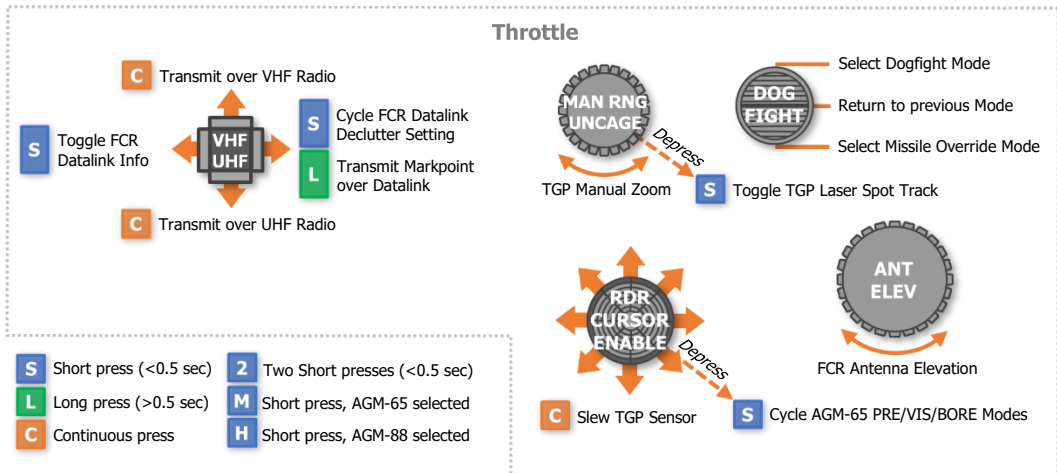 Throttle
C Transmit over VHF Radio
S Toggle FCR
Datalink Info
VHF
UHF
S Cycle FCR Datalink
Declutter Setting
L Transmit Markpoint
over Datalink
C Transmit over UHF Radio
MAN RNG
UNCAGE
TGP Manual Zoom
Depress
S Toggle TGP Laser Spot Track
DOG
FIGHT
Select Dogfight Mode
Return to previous Mode
Select Missile Override Mode
RDR
CURSOR
ENABLE
C Slew TGP Sensor
Depress
S Cycle AGM-65 PRE/VIS/BORE Modes
ANT
ELEV
FCR Antenna Elevation
S Short press (<0.5 sec)
L Long press (>0.5 sec)
C Continuous press
2 Two Short presses (<0.5 sec)
M Short press, AGM-65 selected
H Short press, AGM-88 selected